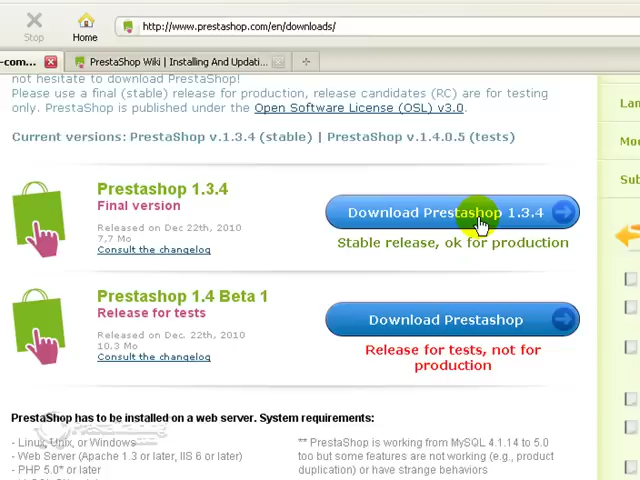 Stop
Home
http://www.prestashop.com/en/downloads/
-com...
PrestaShop Wiki | Installing And Updati...
not hesitate to download PrestaShop!
Please use a final (stable) release for production, release candidates (RC) are for testing
only. PrestaShop is published under the Open Software License (OSL) v3.0.
Current versions: PrestaShop v.1.3.4 (stable) | PrestaShop v.1.4.0.5 (tests)
Lan
Mod
Sub
Prestashop 1.3.4
Final version
Released on Dec 22th, 2010
7,7 Mo
Consult the changelog
Download Prestashop 1.3.4
Stable release, ok for production
Prestashop 1.4 Beta 1
Release for tests
Released on Dec. 22th, 2010
10.3 Mo
Consult the changelog
Download Prestashop
Release for tests, not for
production
PrestaShop has to be installed on a web server. System requirements:
- Linux, Unix, or Windows
- Web Server (Apache 1.3 or later, IIS 6 or later)
- PHP 5.0* or later
** PrestaShop is working from MySQL 4.1.14 to 5.0
too but some features are not working (e.g., product
duplication) or have strange behaviors